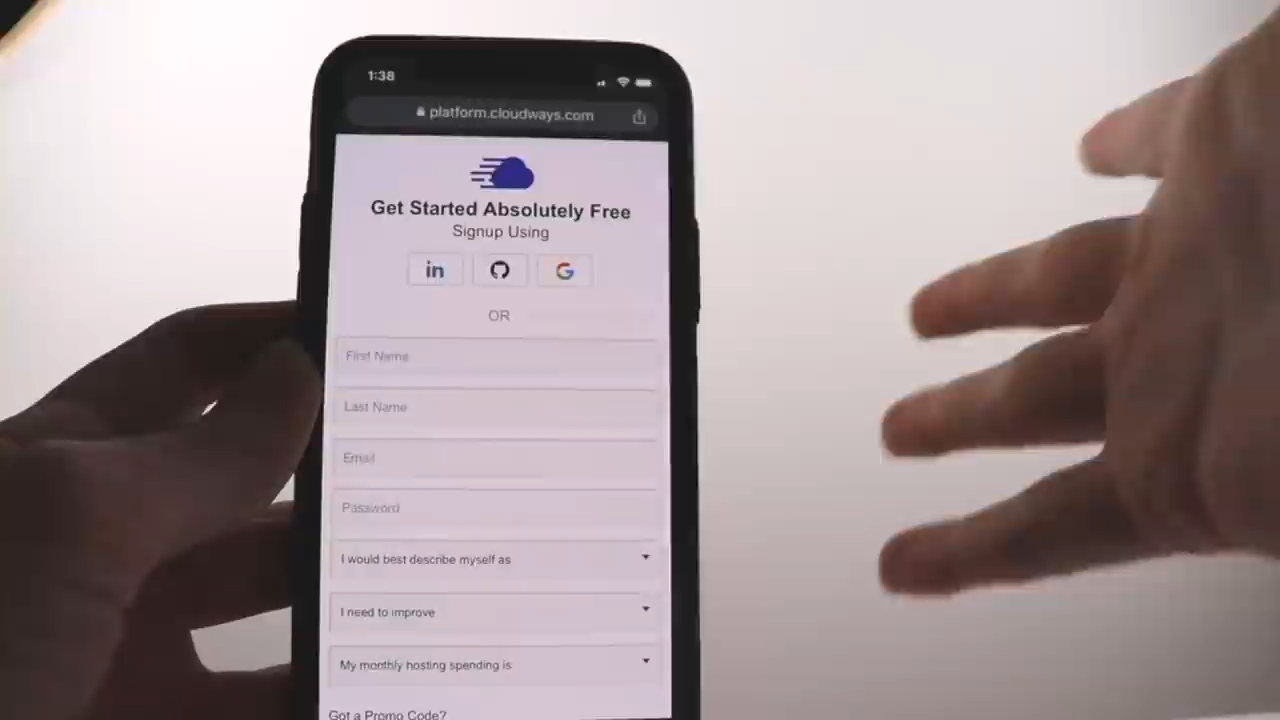 1:38
platform.cloudways.com
Get Started Absolutely Free
Signup Using
in
G
OR
First Name
Last Name
Email
Password
I would best describe myself as
I need to improve
My monthly hosting spending is
Got a Promo Code?